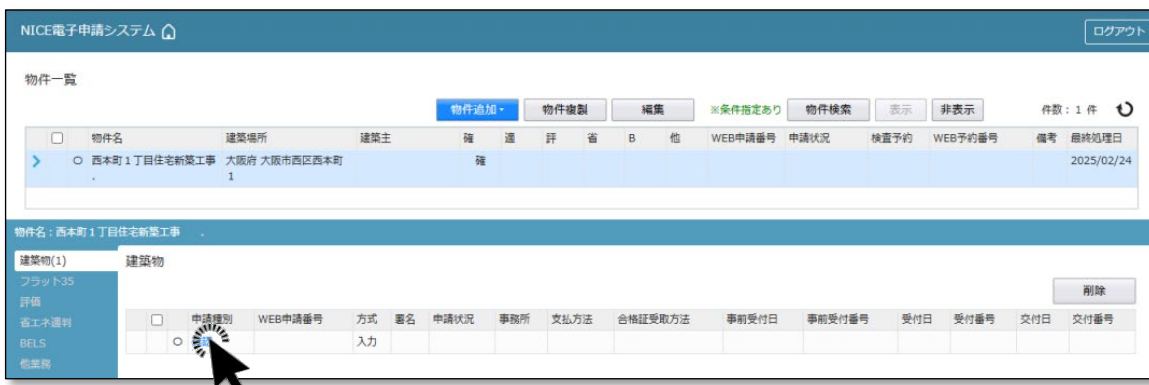 NICE電子申請システム
ログアウト
物件一覧
物件追加 物件複製 編集 ※条件指定あり 物件検索 表示 非表示 件数：1 件
物件名 建築場所 建築主 確 適 評 省 B 他 WEB申請番号 申請状況 検査予約 WEB予約番号 備考 最終処理日
西本町１丁目住宅新築工事 大阪府 大阪市西区西本町 確 2025/02/24
. 1
物件名：西本町１丁目住宅新築工事 .
建築物(1) 建築物
フラット35
削除
評価
省エネ適判
申請種別 WEB申請番号 方式 署名 申請状況 事務所 支払方法 合格証受取方法 事前受付日 事前受付番号 受付日 受付番号 交付日 交付番号
BELS
入力
他業務